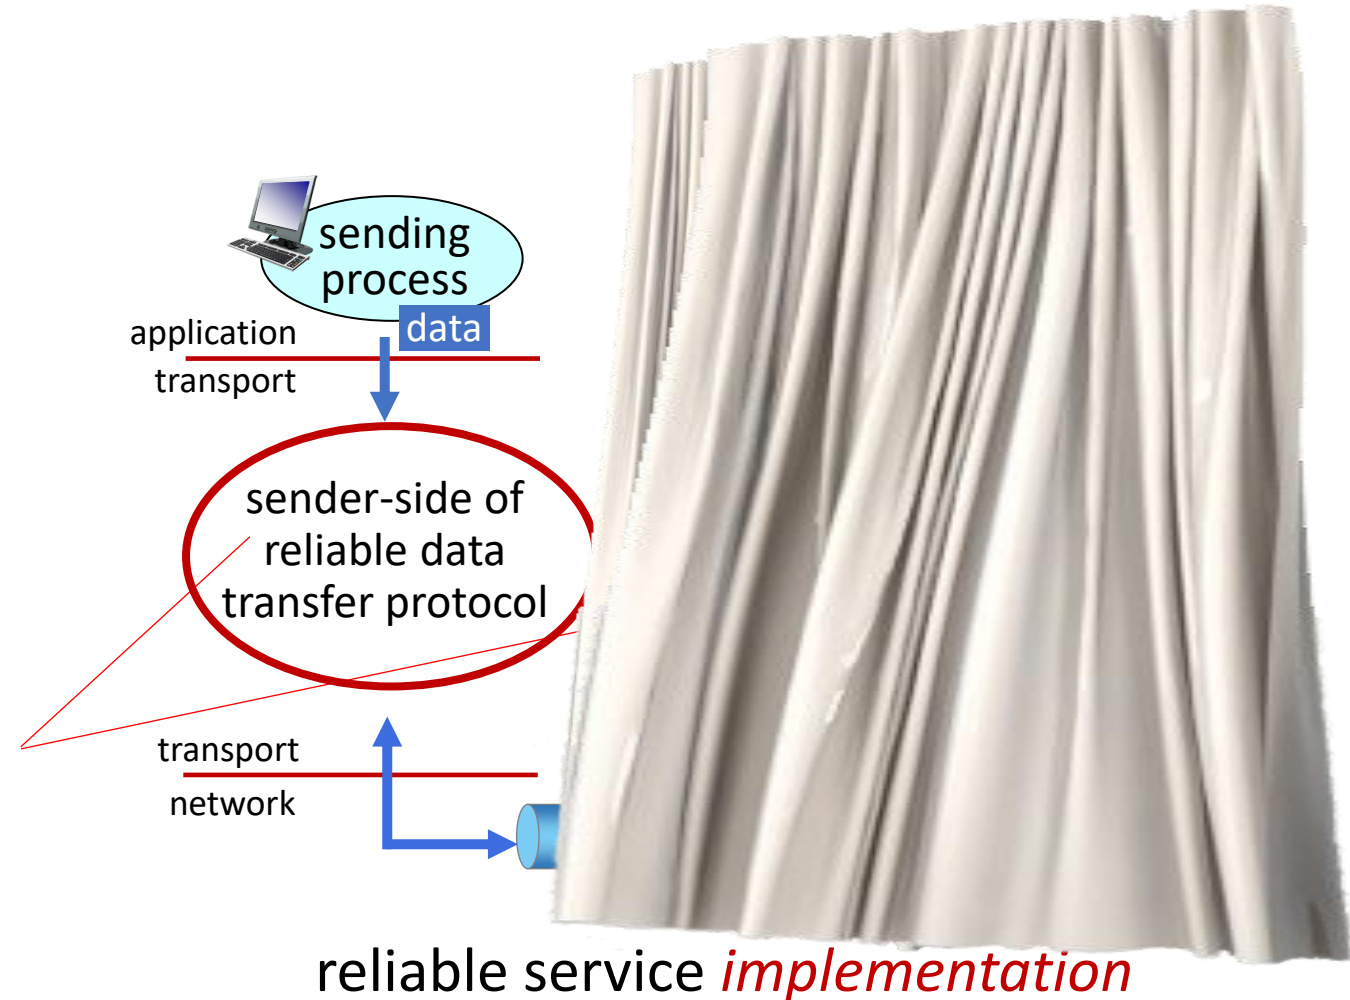 sending
process
data
application
transport
sender-side of
reliable data
transfer protocol
transport
network
reliable service implementation